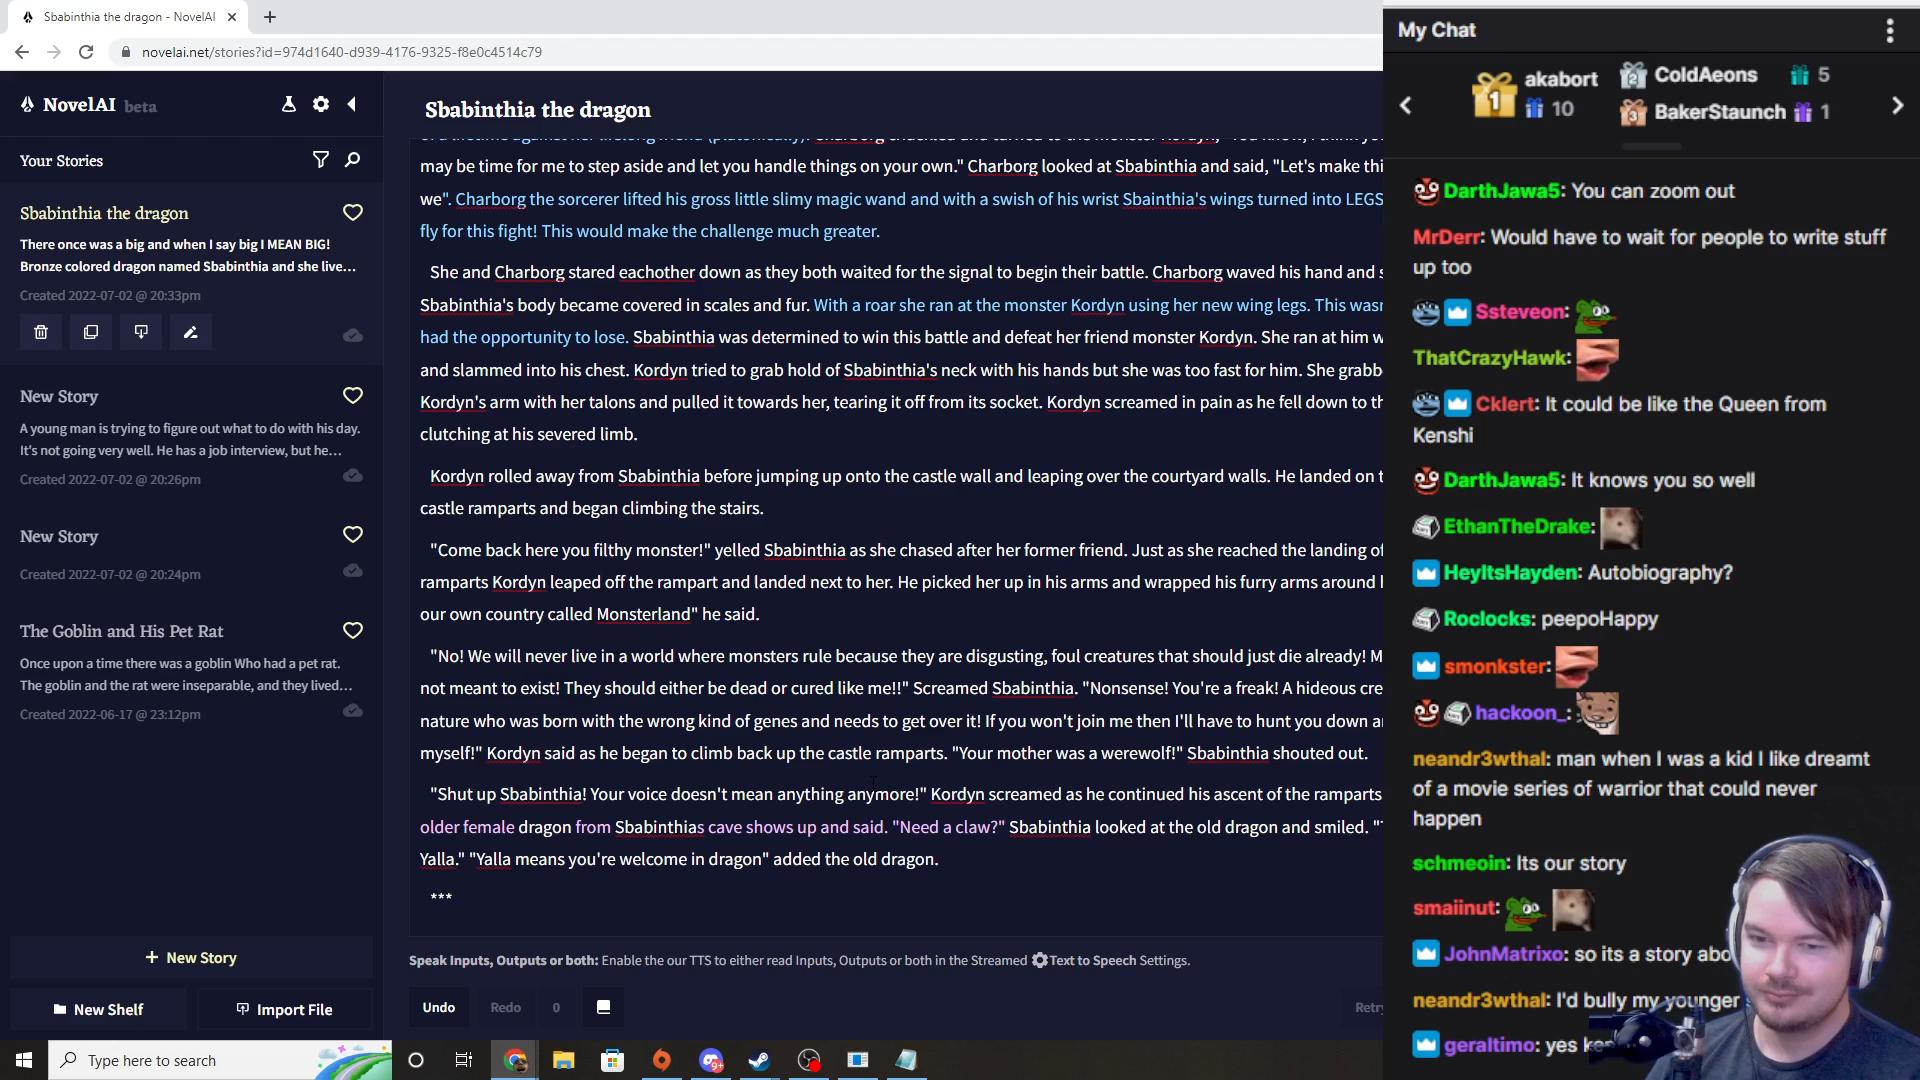 Sbabinthia the dragon - NovelAI
novelai.net/stories?id=974d1640-d939-4176-9325-f8e0c4514c79
NovelAI beta
Your Stories
Sbabinthia the dragon
There once was a big and when I say big I MEAN BIG!
Bronze colored dragon named Sbabinthia and she live...
Created 2022-07-02 @ 20:33pm
New Story
A young man is trying to figure out what to do with his day.
It's not going very well. He has a job interview, but he...
Created 2022-07-02 @ 20:26pm
New Story
Created 2022-07-02 @ 20:24pm
The Goblin and His Pet Rat
Once upon a time there was a goblin Who had a pet rat.
The goblin and the rat were inseparable, and they lived...
Created 2022-06-17 @ 23:12pm
+ New Story
New Shelf
Import File
Sbabinthia the dragon
may be time for me to step aside and let you handle things on your own." Charborg looked at Sbabinthia and said, "Let's make thi
we". Charborg the sorcerer lifted his gross little slimy magic wand and with a swish of his wrist Sbainthia's wings turned into LEGS
fly for this fight! This would make the challenge much greater.
She and Charborg stared eachother down as they both waited for the signal to begin their battle. Charborg waved his hand and s
Sbabinthia's body became covered in scales and fur. With a roar she ran at the monster Kordyn using her new wing legs. This wasn
had the opportunity to lose. Sbabinthia was determined to win this battle and defeat her friend monster Kordyn. She ran at him w
and slammed into his chest. Kordyn tried to grab hold of Sbabinthia's neck with his hands but she was too fast for him. She grabb
Kordyn's arm with her talons and pulled it towards her, tearing it off from its socket. Kordyn screamed in pain as he fell down to th
clutching at his severed limb.
Kordyn rolled away from Sbabinthia before jumping up onto the castle wall and leaping over the courtyard walls. He landed on t
castle ramparts and began climbing the stairs.
"Come back here you filthy monster!" yelled Sbabinthia as she chased after her former friend. Just as she reached the landing of
ramparts Kordyn leaped off the rampart and landed next to her. He picked her up in his arms and wrapped his furry arms around
our own country called Monsterland" he said.
"No! We will never live in a world where monsters rule because they are disgusting, foul creatures that should just die already! M
not meant to exist! They should either be dead or cured like me!!" Screamed Sbabinthia. "Nonsense! You're a freak! A hideous cre
nature who was born with the wrong kind of genes and needs to get over it! If you won't join me then I'll have to hunt you down a
myself!" Kordyn said as he began to climb back up the castle ramparts. "Your mother was a werewolf!" Sbabinthia shouted out.
"Shut up Sbabinthia! Your voice doesn't mean anything anymore!" Kordyn screamed as he continued his ascent of the ramparts
older female dragon from Sbabinthias cave shows up and said. "Need a claw?" Sbabinthia looked at the old dragon and smiled. "T
Yalla." "Yalla means you're welcome in dragon" added the old dragon.
***
Speak Inputs, Outputs or both: Enable the our TTS to either read Inputs, Outputs or both in the Streamed Text to Speech Settings.
Undo
Redo
0
Retry
Type here to search
My Chat
1 akabort 10
2 ColdAeons 5
3 BakerStaunch 1
DarthJawa5: You can zoom out
MrDerr: Would have to wait for people to write stuff
up too
Ssteveon:
ThatCrazyHawk:
Cklert: It could be like the Queen from
Kenshi
DarthJawa5: It knows you so well
EthanTheDrake:
HeyItsHayden: Autobiography?
Roclocks: peepoHappy
smonkster:
hackoon_:
neandr3wthal: man when I was a kid I like dreamt
of a movie series of warrior that could never
happen
schmeoin: Its our story
smaiinut:
JohnMatrixo: so its a story abo
neandr3wthal: I'd bully my younger
geraltimo: yes